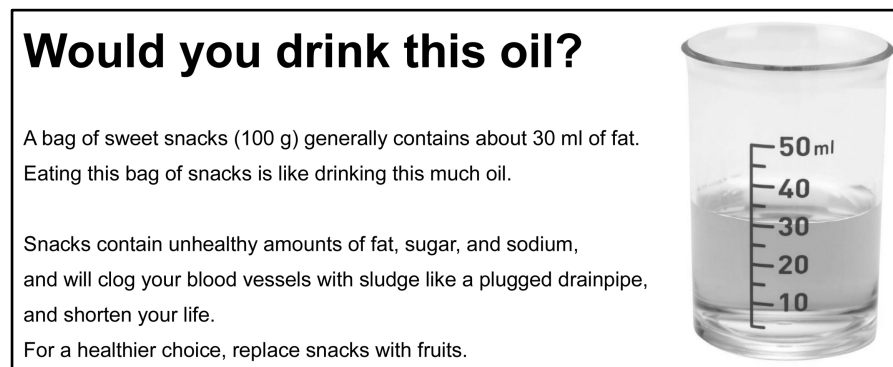 Would you drink this oil?
A bag of sweet snacks (100 g) generally contains about 30 ml of fat.
Eating this bag of snacks is like drinking this much oil.
Snacks contain unhealthy amounts of fat, sugar, and sodium,
and will clog your blood vessels with sludge like a plugged drainpipe,
and shorten your life.
For a healthier choice, replace snacks with fruits.
50 ml
40
30
20
10